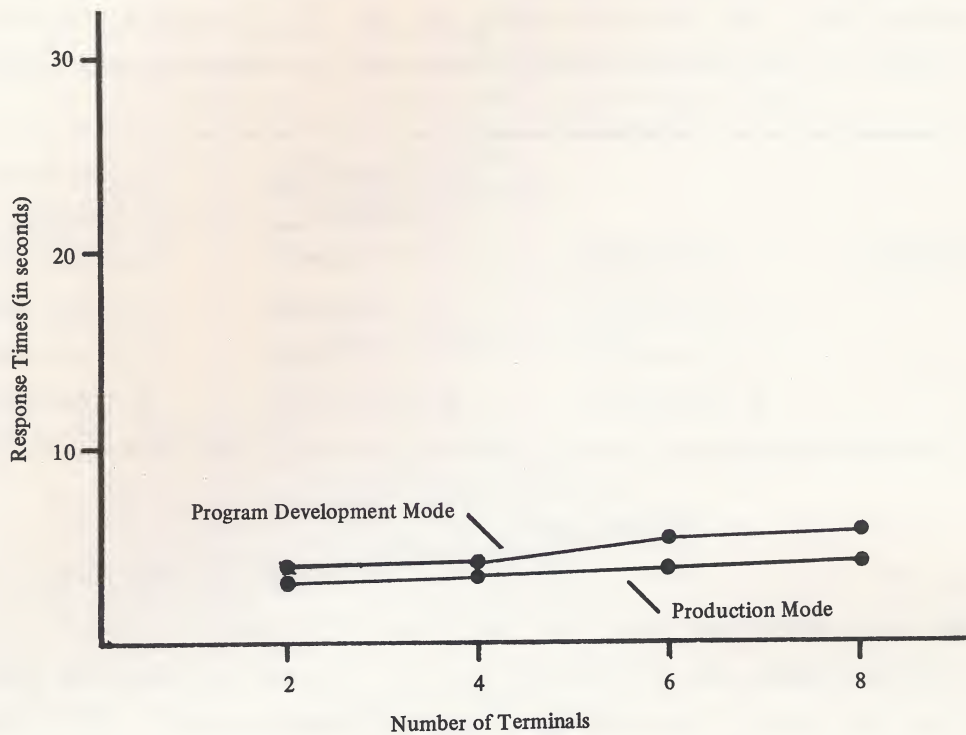 30
20
10
Response Times (in seconds)
Program Development Mode
Production Mode
2 4 6 8
Number of Terminals